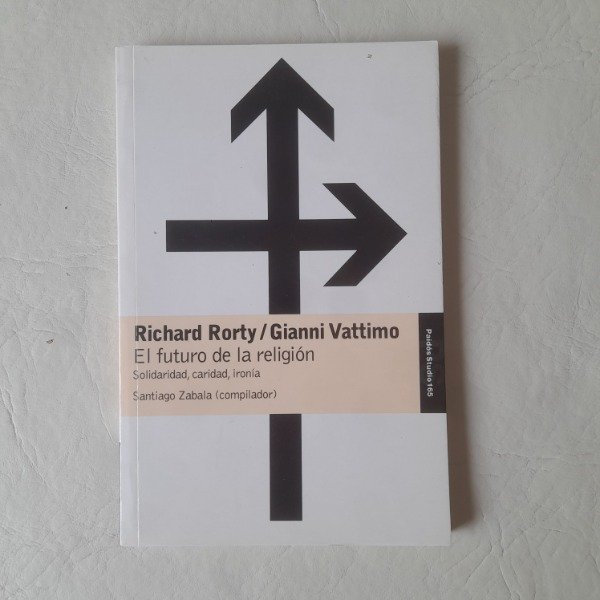 Richard Rorty / Gianni Vattimo
El futuro de la religión
Solidaridad, caridad, ironía
Santiago Zabala (compilador)
Paidós Studio 165